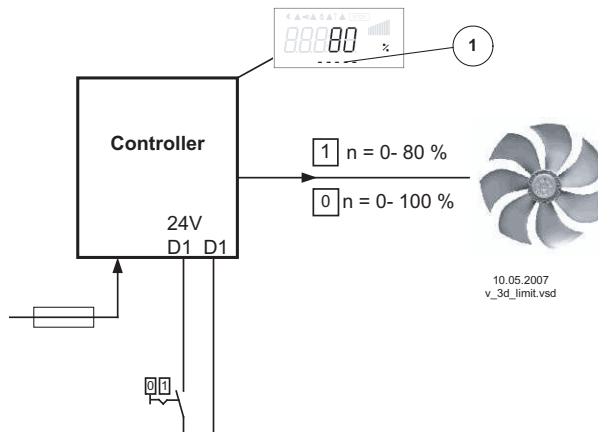 80
%
1
Controller
1 n = 0- 80 %
0 n = 0- 100 %
24V
D1 D1
10.05.2007
v_3d_limit.vsd
0 1